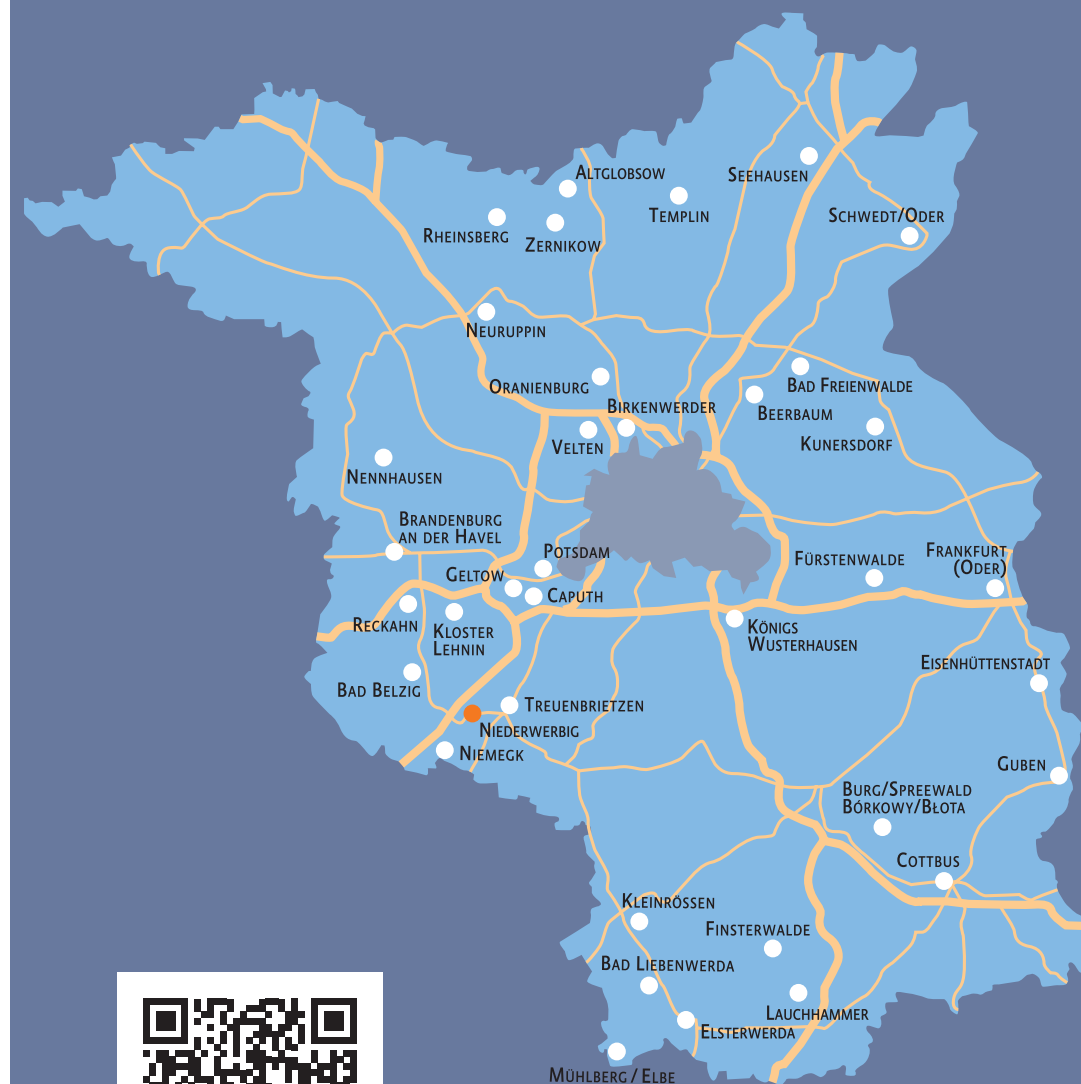 Altglobsow
Seehausen
Templin
Schwedt/Oder
Rheinsberg
Zernikow
Neuruppin
Oranienburg
Bad Freienwalde
Birkenwerder
Beerbaum
Velten
Kunersdorf
Nennhausen
Brandenburg
an der Havel
Potsdam
Frankfurt
(Oder)
Fürstenwalde
Geltow
Caputh
Reckahn
Kloster
Lehnin
Königs
Wusterhausen
Eisenhüttenstadt
Bad Belzig
Treuenbrietzen
Niederwerbig
Niemegk
Guben
Burg/Spreewald
Bórkowy/Błota
Cottbus
Kleinrössen
Finsterwalde
Bad Liebenwerda
Lauchhammer
Elsterwerda
Mühlberg / Elbe